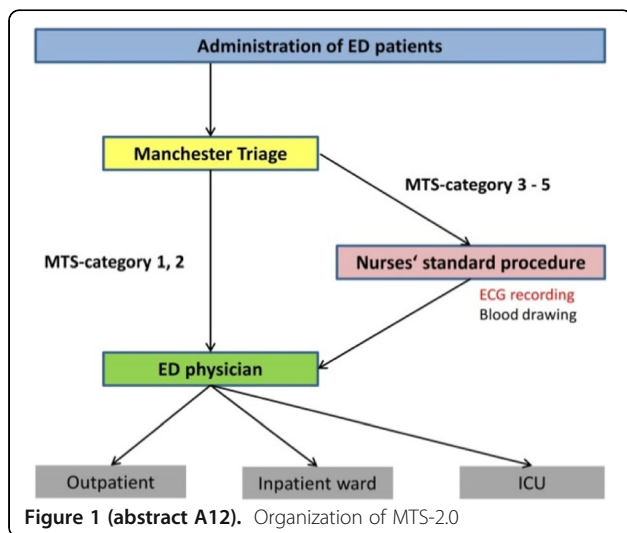 Administration of ED patients
Manchester Triage
MTS-category 3 - 5
MTS-category 1, 2
Nurses‘ standard procedure
ECG recording
Blood drawing
ED physician
Outpatient
Inpatient ward
ICU
Figure 1 (abstract A12). Organization of MTS-2.0